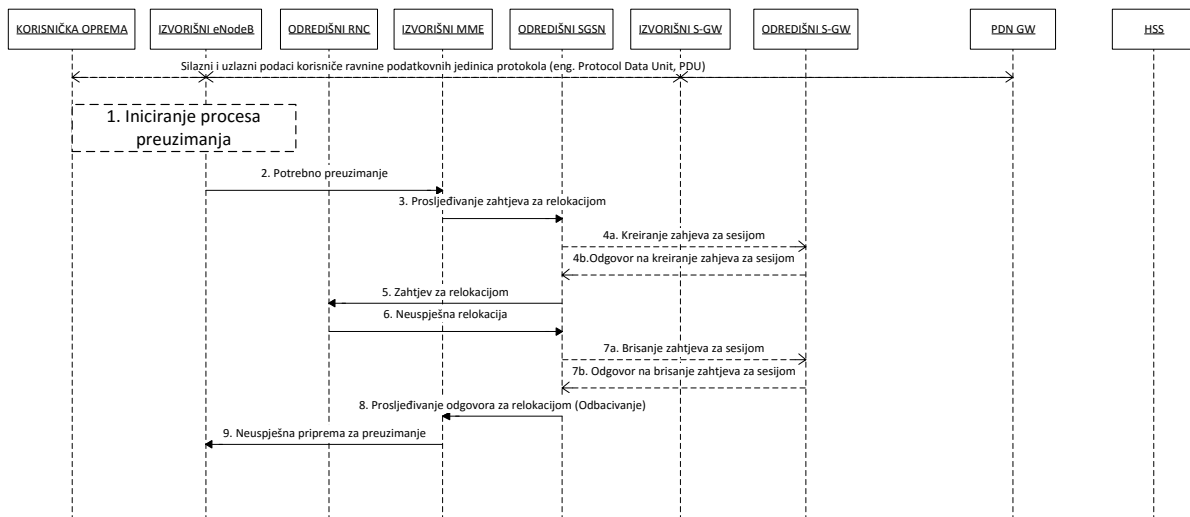 KORISNIČKA OPREMA
IZVORIŠNI eNodeB
ODREDIŠNI RNC
IZVORIŠNI MME
ODREDIŠNI SGSN
IZVORIŠNI S-GW
ODREDIŠNI S-GW
PDN GW
HSS
Silazni i uzlazni podaci korisniče ravnine podatkovnih jedinica protokola (eng. Protocol Data Unit, PDU)
1. Iniciranje procesa
preuzimanja
2. Potrebno preuzimanje
3. Prosljeđivanje zahtjeva za relokacijom
4a. Kreiranje zahjeva za sesijom
4b.Odgovor na kreiranje zahjeva za sesijom
5. Zahtjev za relokacijom
6. Neuspješna relokacija
7a. Brisanje zahtjeva za sesijom
7b. Odgovor na brisanje zahtjeva za sesijom
8. Prosljeđivanje odgovora za relokacijom (Odbacivanje)
9. Neuspješna priprema za preuzimanje